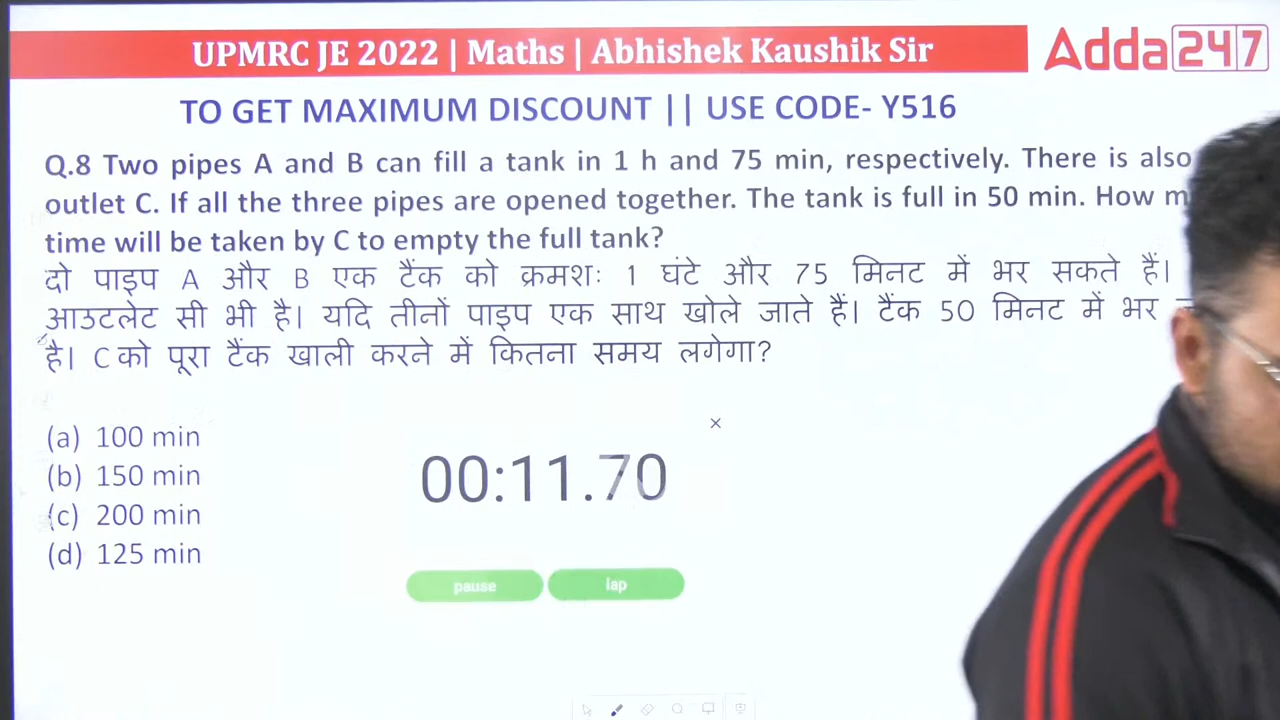 UPMRC JE 2022 | Maths | Abhishek Kaushik Sir
Adda247
TO GET MAXIMUM DISCOUNT || USE CODE- Y516
Q.8 Two pipes A and B can fill a tank in 1 h and 75 min, respectively. There is also
outlet C. If all the three pipes are opened together. The tank is full in 50 min. How
time will be taken by C to empty the full tank?
दो पाइप A और B एक टैंक को क्रमशः 1 घंटे और 75 मिनट में भर सकते हैं।
आउटलेट सी भी है। यदि तीनों पाइप एक साथ खोले जाते हैं। टैंक 50 मिनट में भर
है। C को पूरा टैंक खाली करने में कितना समय लगेगा?
(a) 100 min
(b) 150 min
(c) 200 min
(d) 125 min
×
00:11.70
pause lap